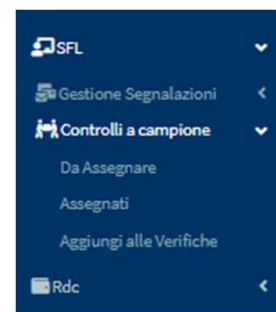 SFL
Gestione Segnalazioni
Controlli a campione
Da Assegnare
Assegnati
Aggiungi alle Verifiche
Rdc